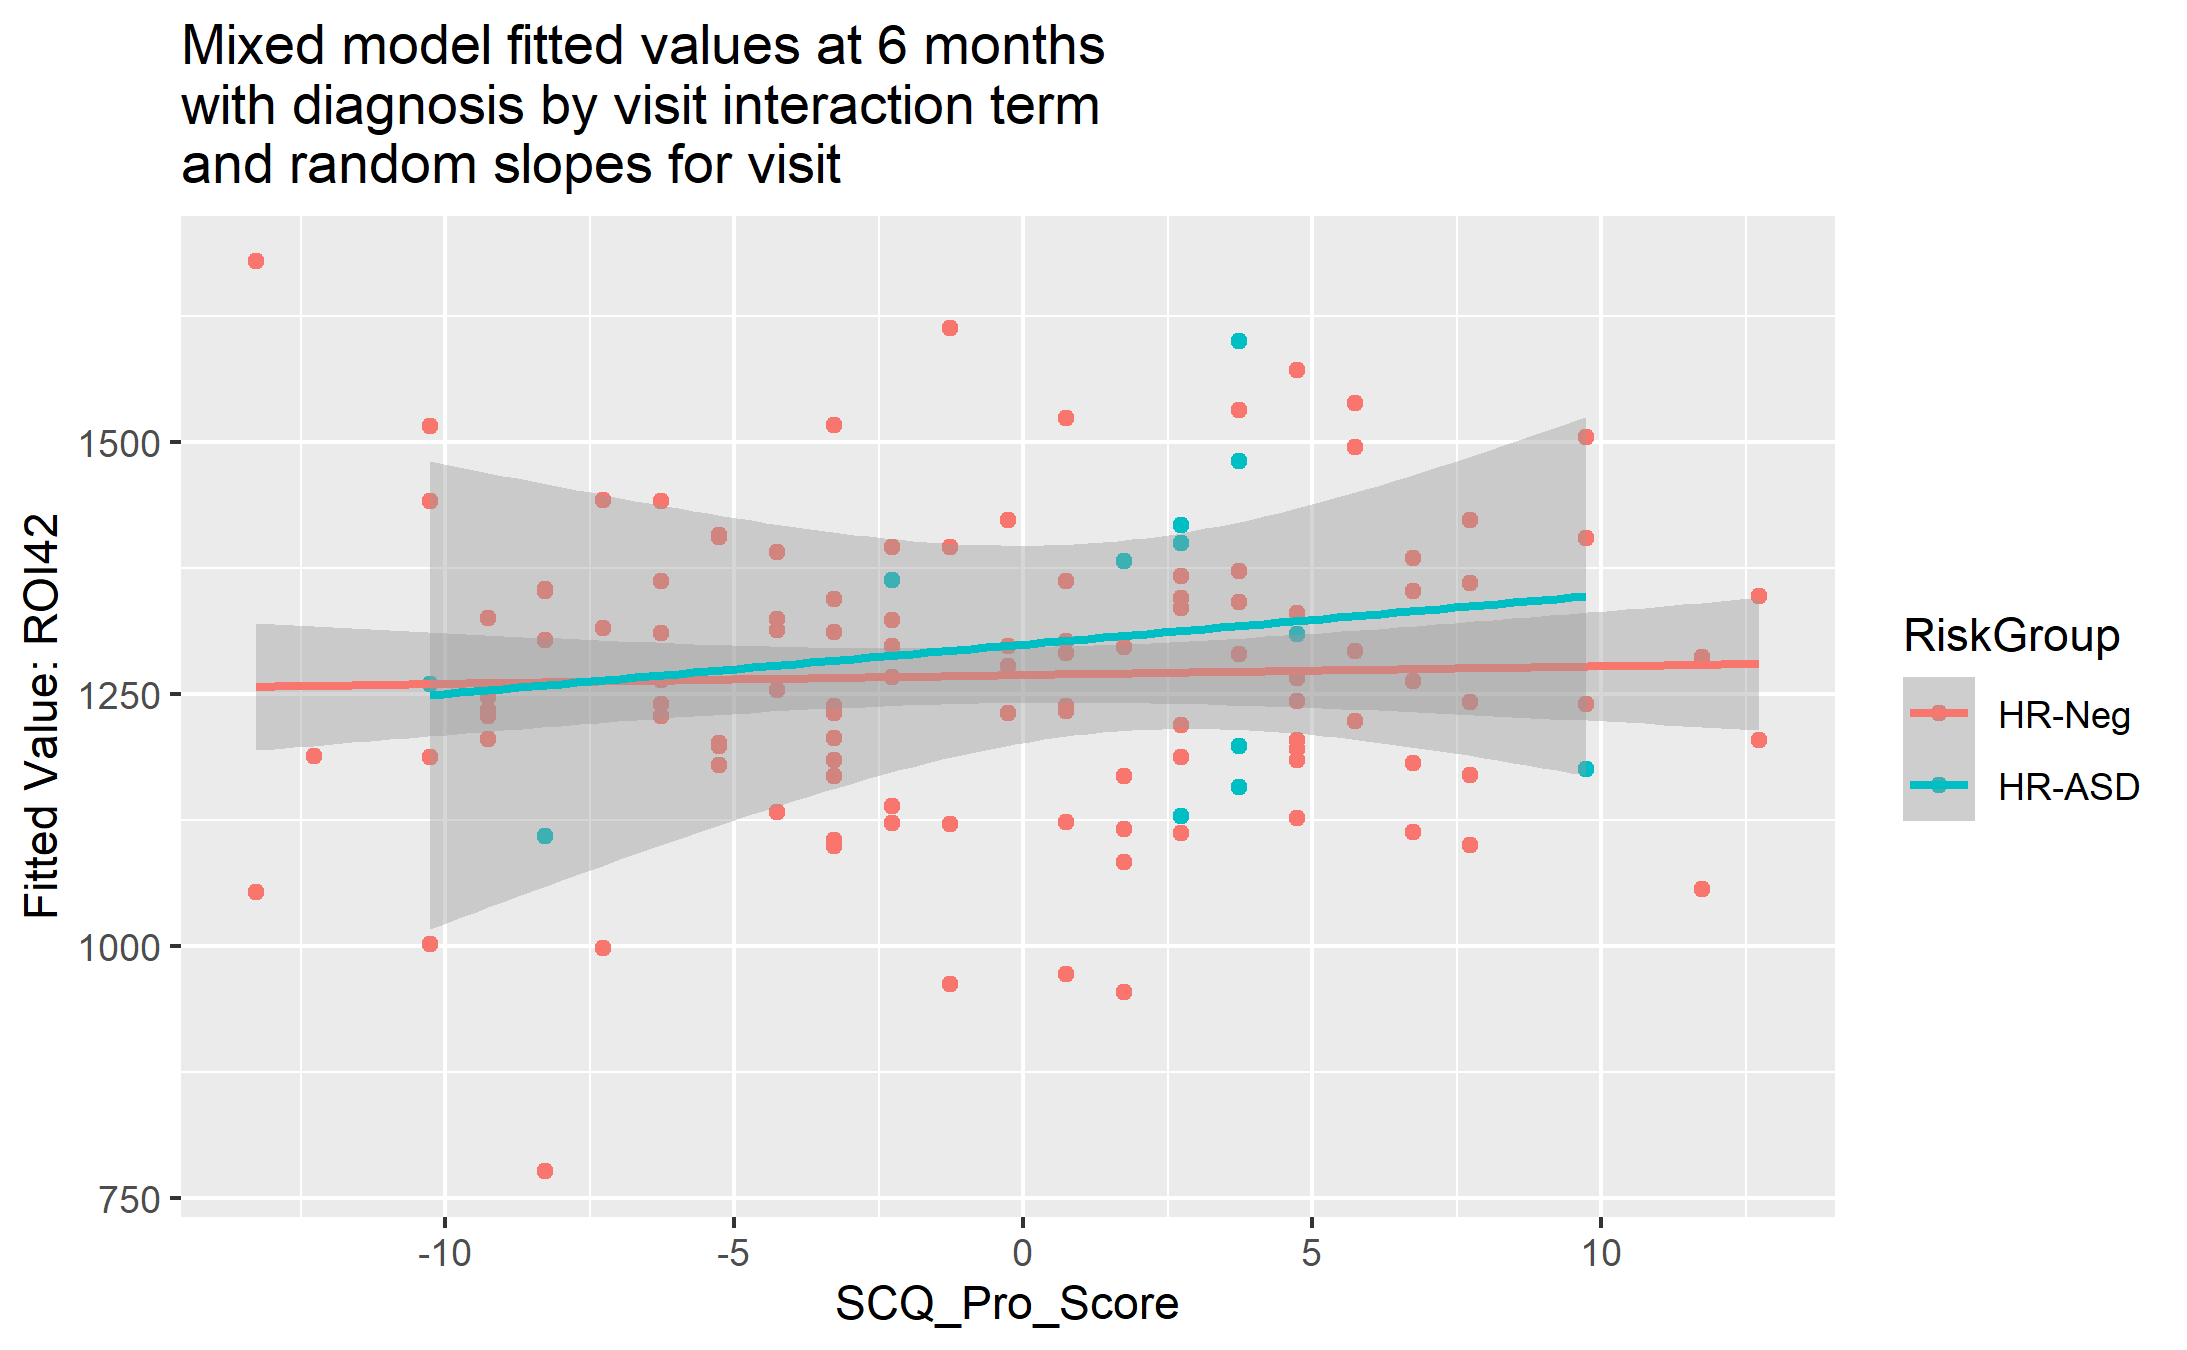 Mixed model fitted values at 6 months
with diagnosis by visit interaction term
and random slopes for visit
Fitted Value: ROI42
1500
1250
1000
750
-10
-5
0
5
10
SCQ_Pro_Score
RiskGroup
HR-Neg
HR-ASD